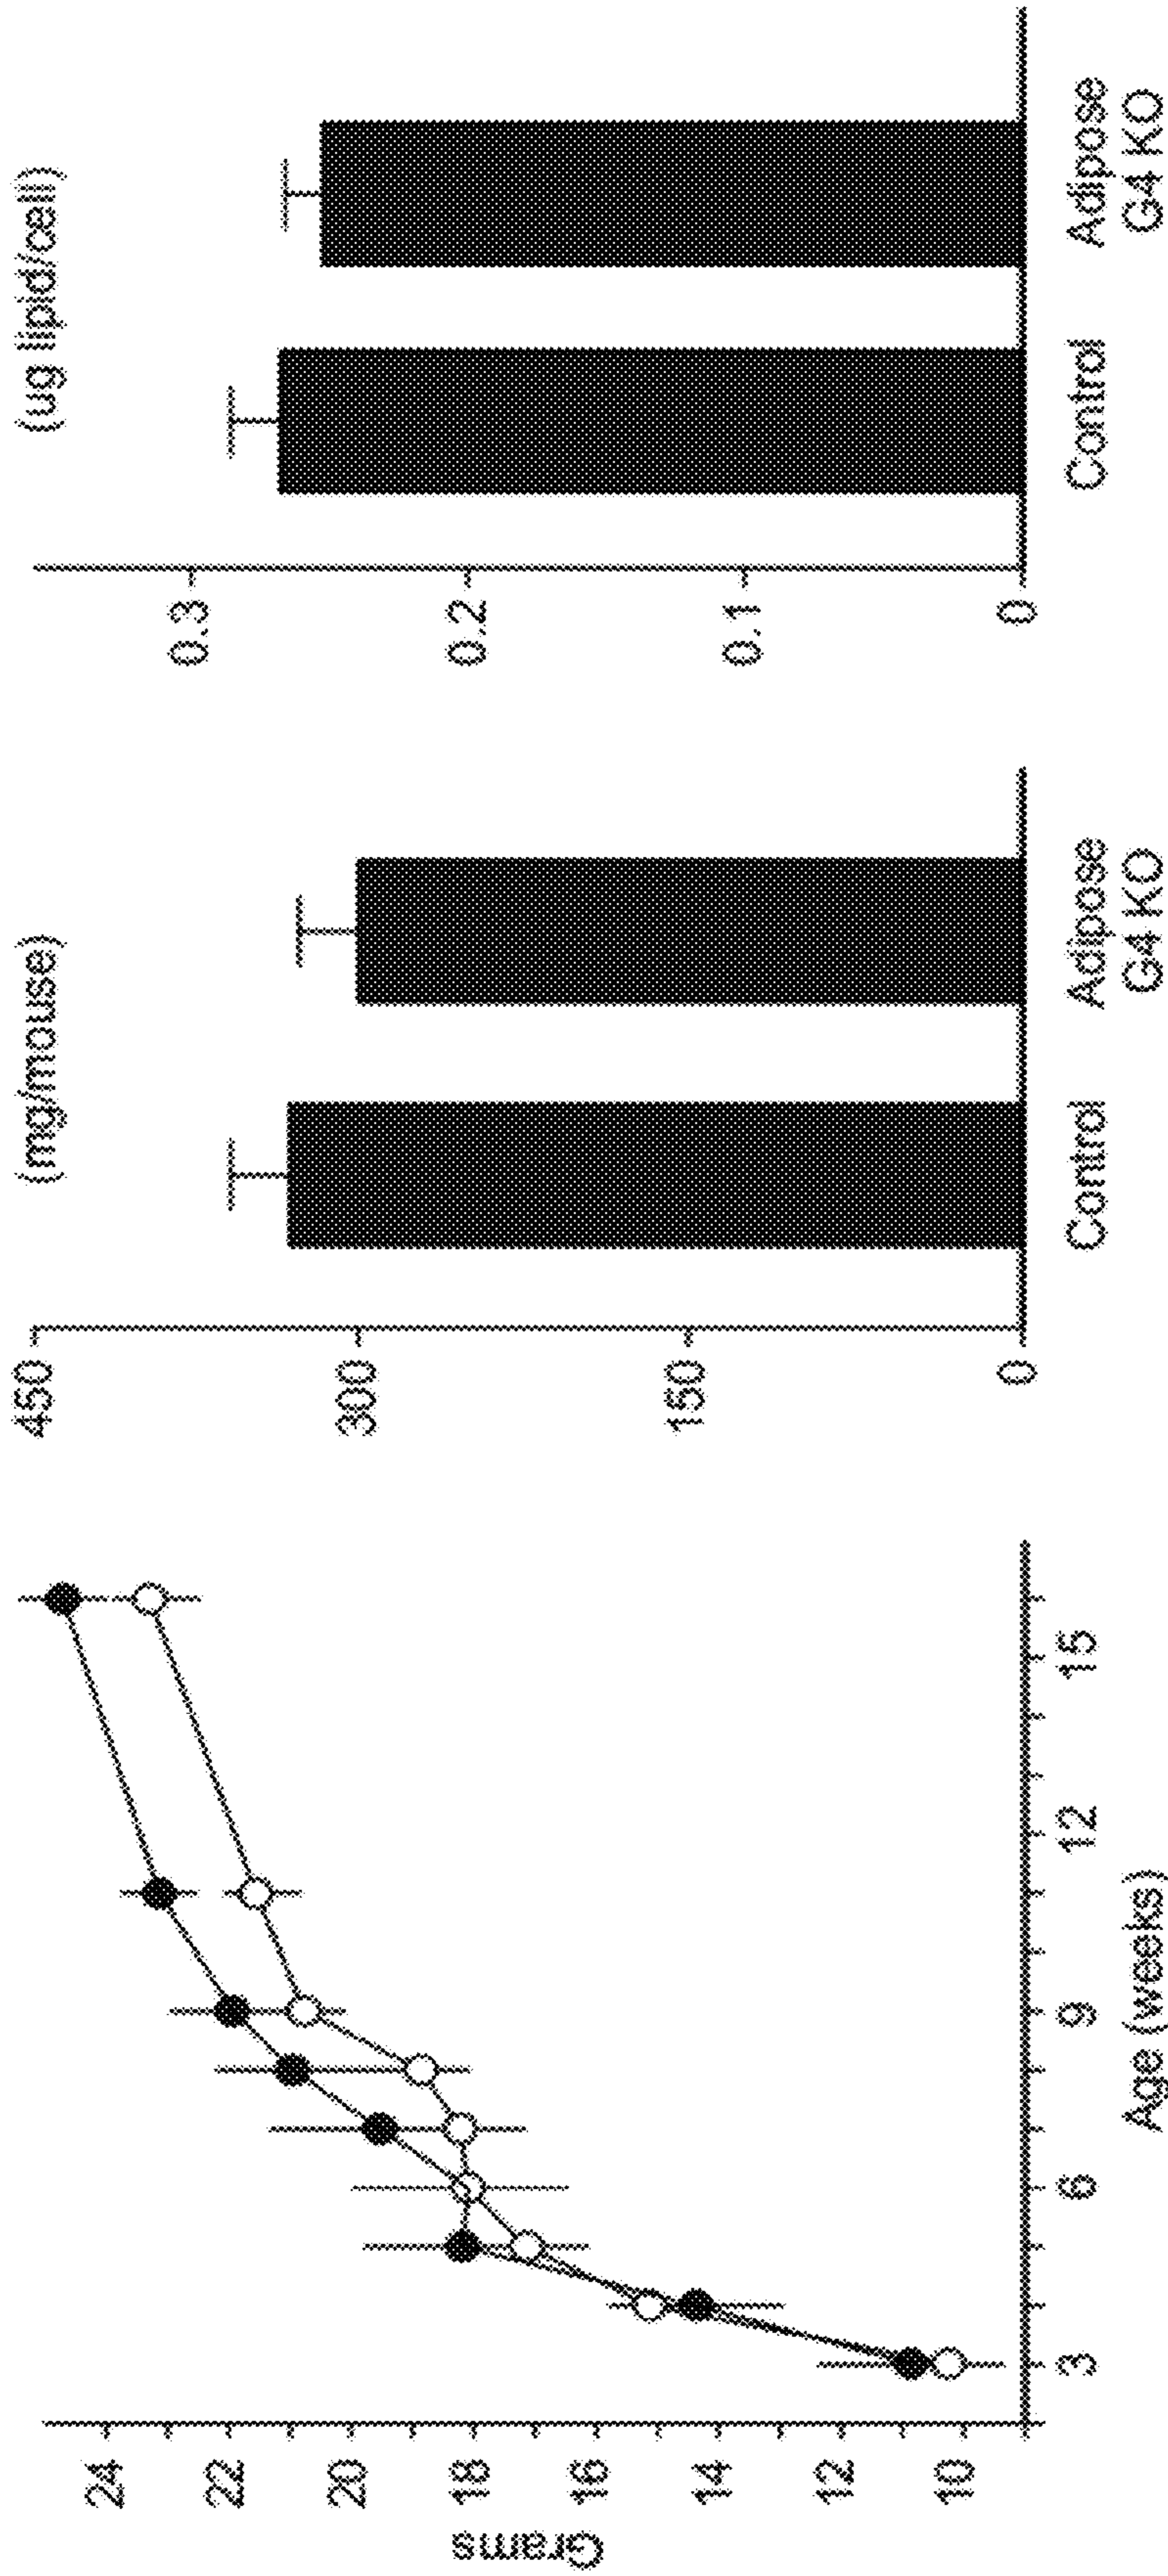 Grams
24
22
20
18
16
14
12
10
3
6
9
12
15
Age (weeks)
(mg/mouse)
450
300
150
0
Control
Adipose
G4 KO
(ug lipid/cell)
0.3
0.2
0.1
0
Control
Adipose
G4 KO